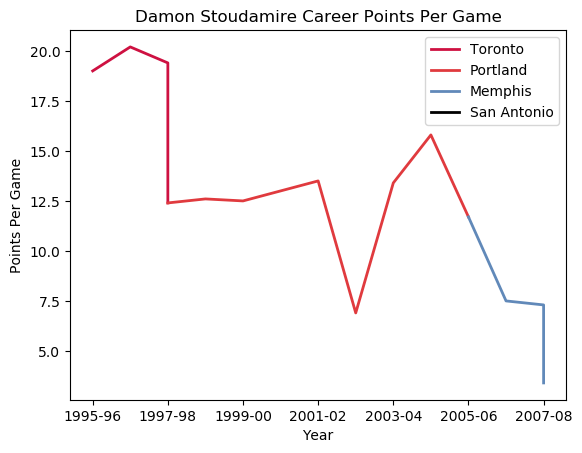 Damon Stoudamire Career Points Per Game
Toronto
Portland
Memphis
San Antonio
20.0
17.5
15.0
12.5
10.0
7.5
5.0
Points Per Game
1995-96 1997-98 1999-00 2001-02 2003-04 2005-06 2007-08
Year